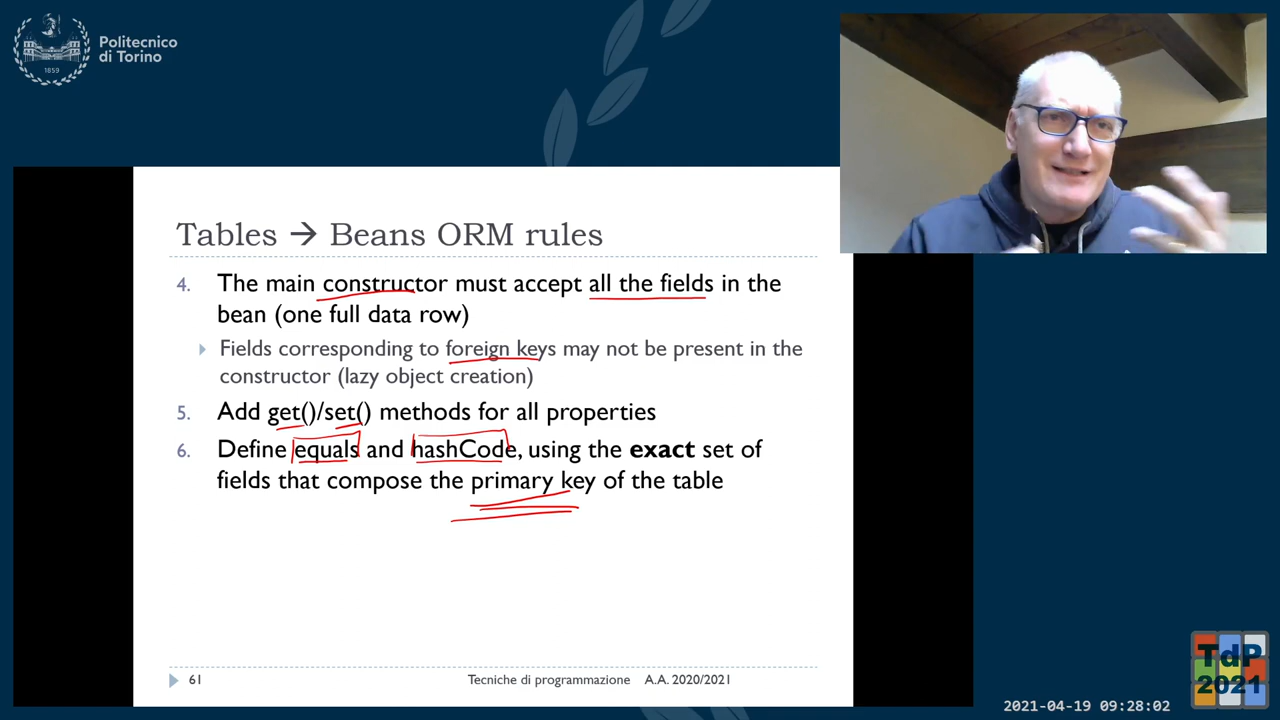 Politecnico
di Torino
1859
Tables → Beans ORM rules
4. The main constructor must accept all the fields in the
bean (one full data row)
Fields corresponding to foreign keys may not be present in the
constructor (lazy object creation)
5. Add get()/set() methods for all properties
6. Define equals and hashCode, using the exact set of
fields that compose the primary key of the table
61 Tecniche di programmazione A.A. 2020/2021
TdP
2021
2021-04-19 09:28:02